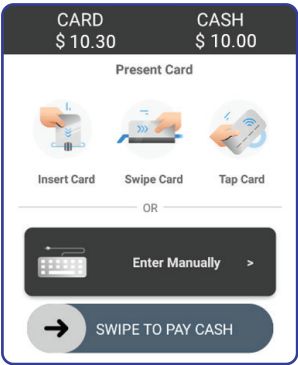 CARD CASH
$ 10.30 $ 10.00
Present Card
Insert Card Swipe Card Tap Card
OR
Enter Manually >
SWIPE TO PAY CASH